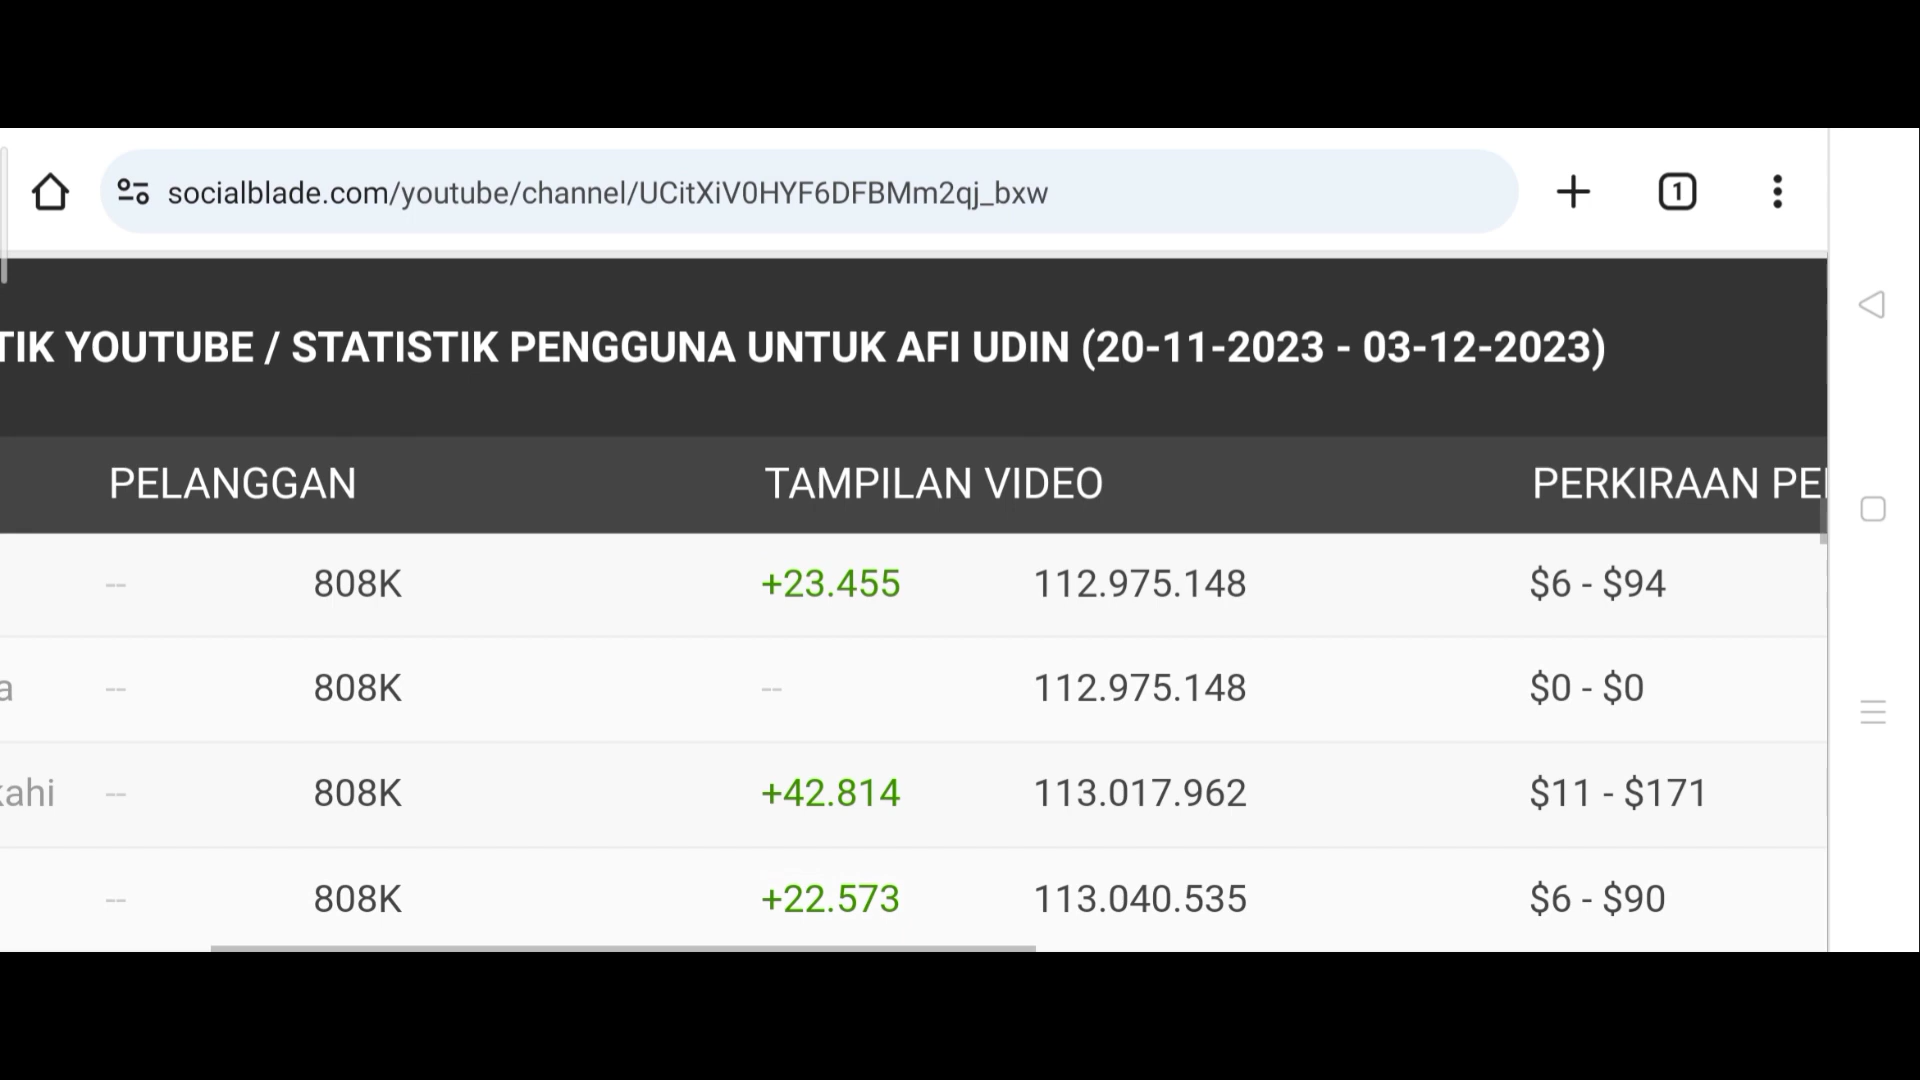 socialblade.com/youtube/channel/UCitXiV0HYF6DFBMm2qj_bxw
1
TIK YOUTUBE / STATISTIK PENGGUNA UNTUK AFI UDIN (20-11-2023 - 03-12-2023)
PELANGGAN TAMPILAN VIDEO PERKIRAAN PE
-- 808K +23.455 112.975.148 $6 - $94
a -- 808K -- 112.975.148 $0 - $0
kahi -- 808K +42.814 113.017.962 $11 - $171
-- 808K +22.573 113.040.535 $6 - $90